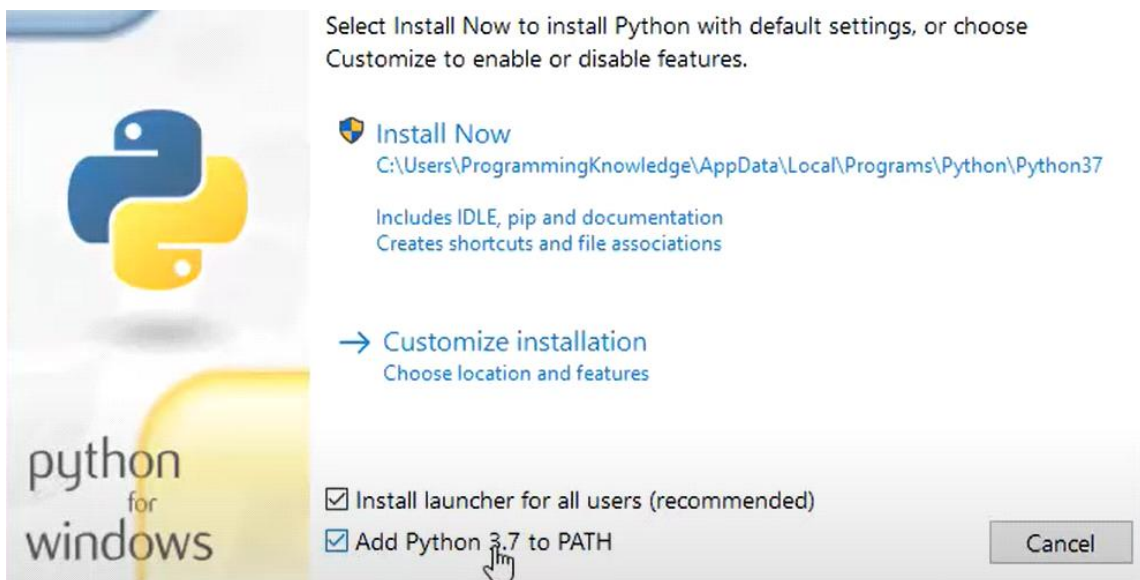 Select Install Now to install Python with default settings, or choose
Customize to enable or disable features.
Install Now
C:\Users\ProgrammingKnowledge\AppData\Local\Programs\Python\Python37
Includes IDLE, pip and documentation
Creates shortcuts and file associations
Customize installation
Choose location and features
python
for
windows
Install launcher for all users (recommended)
Add Python 3.7 to PATH
Cancel